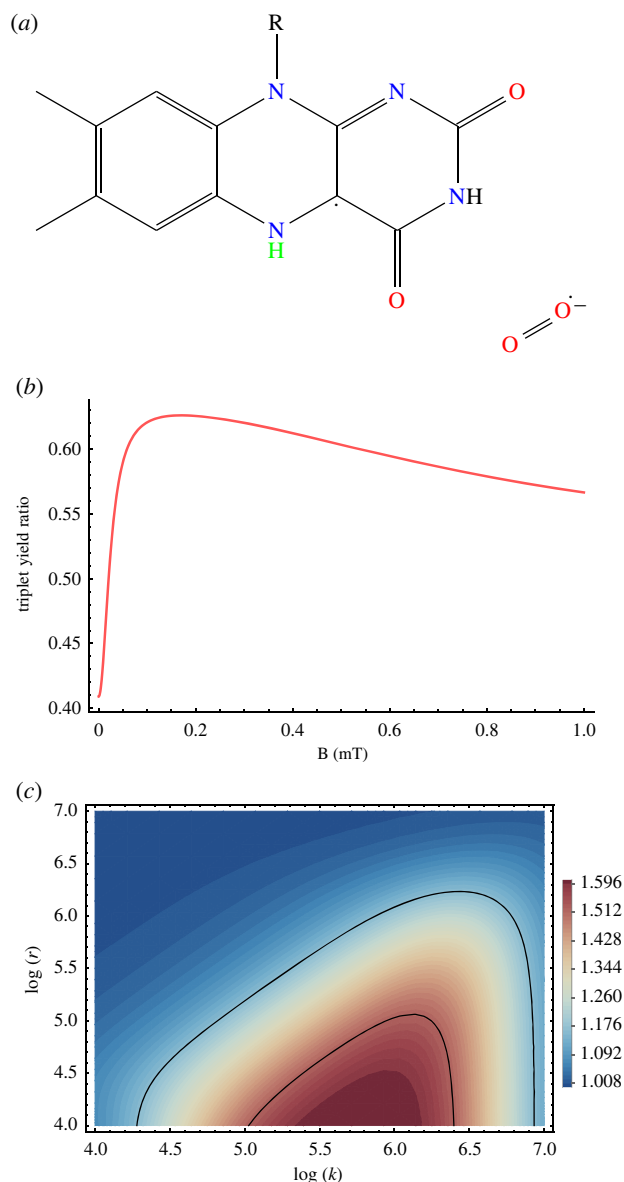 (a)
R
N N O
NH
N
H
O
O·–
O
(b)
0.60
0.55
0.50
0.45
0.40
triplet yield ratio
0 0.2 0.4 0.6 0.8 1.0
B (mT)
(c)
7.0
6.5
6.0
5.5
5.0
4.5
4.0
log (r)
4.0 4.5 5.0 5.5 6.0 6.5 7.0
log (k)
1.596
1.512
1.428
1.344
1.260
1.176
1.092
1.008